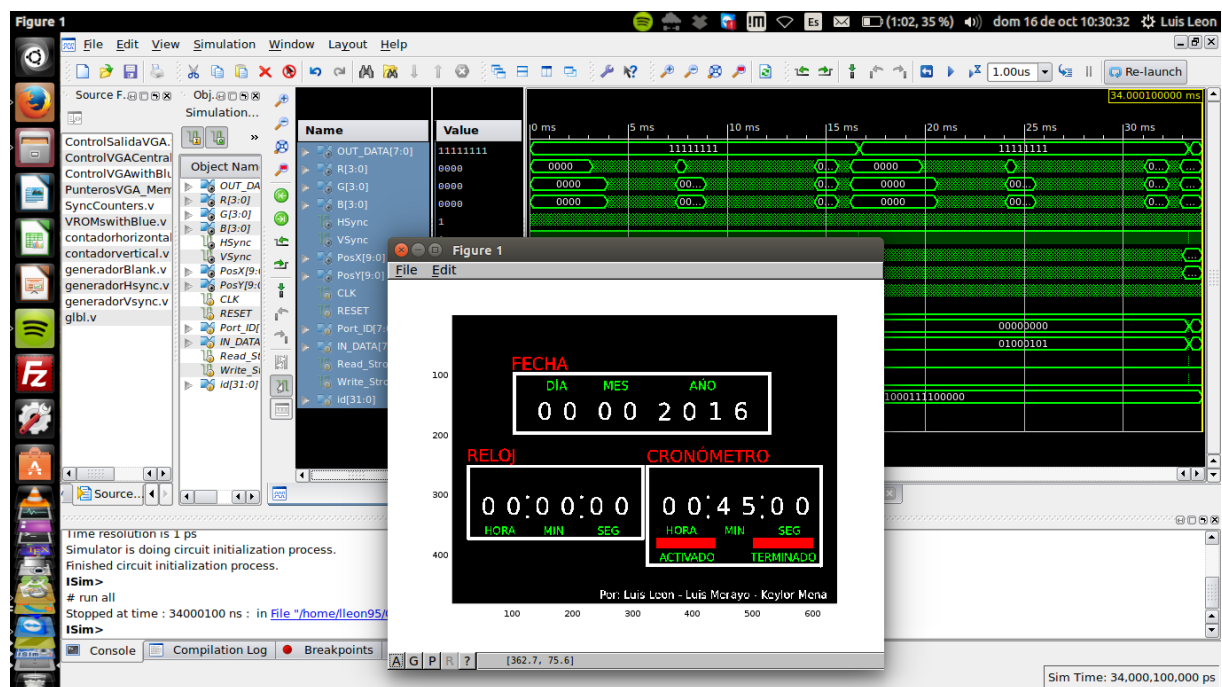 Figure 1
Es
(1:02, 35 %)
dom 16 de oct 10:30:32
Luis Leon
File Edit View Simulation Window Layout Help
1.00us
Re-launch
Source F.
Obj.
Simulation...
»
Object Nam
ControlSalidaVGA.
ControlVGACentral
ControlVGAwithBlu
PunterosVGA_Mem
SyncCounters.v
VROMswithBlue.v
contadorhorizontal
contadorvertical.v
generadorBlank.v
generadorHsync.v
generadorVsync.v
glbl.v
OUT_DA
R[3:0]
G[3:0]
B[3:0]
HSync
VSync
PosX[9:(
PosY[9:(
CLK
RESET
Port_ID[
IN_DATA
Read_St
Write_St
id[31:0]
Name Value
OUT_DATA[7:0] 11111111
R[3:0] 0000
G[3:0] 0000
B[3:0] 0000
HSync 1
VSync
PosX[9:0]
PosY[9:0]
CLK
RESET
Port_ID[7:
IN_DATA[7
Read_Stro
Write_Stro
id[31:0]
34.000100000 ms
0 ms 5 ms 10 ms 15 ms 20 ms 25 ms 30 ms
11111111 11111111
0000 (0...) 0000 (0...) (...
0000 (00...) (0...) 0000 (00...) (0...) (...
0000 (00...) (0...) 0000 (00...) (0...) (...
00000000
01000101
1000111100000
Figure 1
File Edit
100
200
300
400
FECHA
DÍA MES AÑO
0 0 0 0 2 0 1 6
RELOJ
0 0:0 0:0 0
HORA MIN SEG
CRONÓMETRO
0 0:4 5:0 0
HORA MIN SEG
ACTIVADO TERMINADO
Por: Luis Leon - Luis Merayo - Keylor Mena
100 200 300 400 500 600
A G P R ? [362.7, 75.6]
Source...
Time resolution is 1 ps
Simulator is doing circuit initialization process.
Finished circuit initialization process.
ISim>
# run all
Stopped at time : 34000100 ns : in File "/home/lleon95/
ISim>
Console Compilation Log Breakpoints
Sim Time: 34,000,100,000 ps